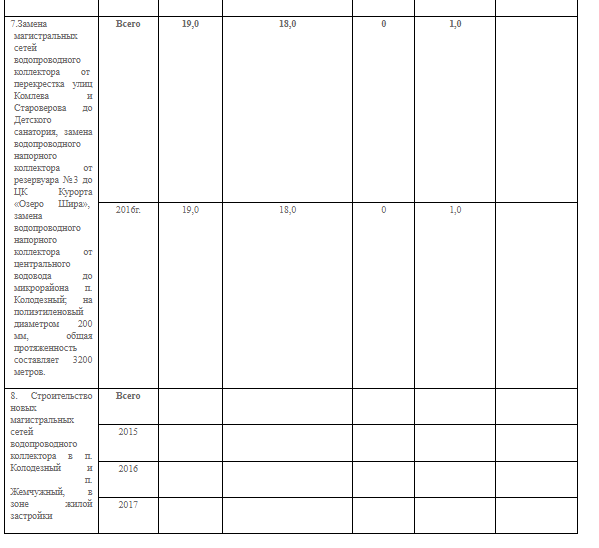 7.Замена
магистральных
сетей
водопроводного
коллектора от
перекрестка улиц
Комлева и
Староверова до
Детского
санатория, замена
водопроводного
напорного
коллектора от
резервуара №3 до
ЦК Курорта
«Озеро Шира»,
замена
водопроводного
напорного
коллектора от
центрального
водовода до
микрорайона п.
Колодезный; на
полиэтиленовый
диаметром 200
мм, общая
протяженность
составляет 3200
метров.
Всего 19,0 18,0 0 1,0
2016г. 19,0 18,0 0 1,0
8. Строительство
новых
магистральных
сетей
водопроводного
коллектора в п.
Колодезный и
п.
Жемчужный, в
зоне жилой
застройки
Всего
2015
2016
2017